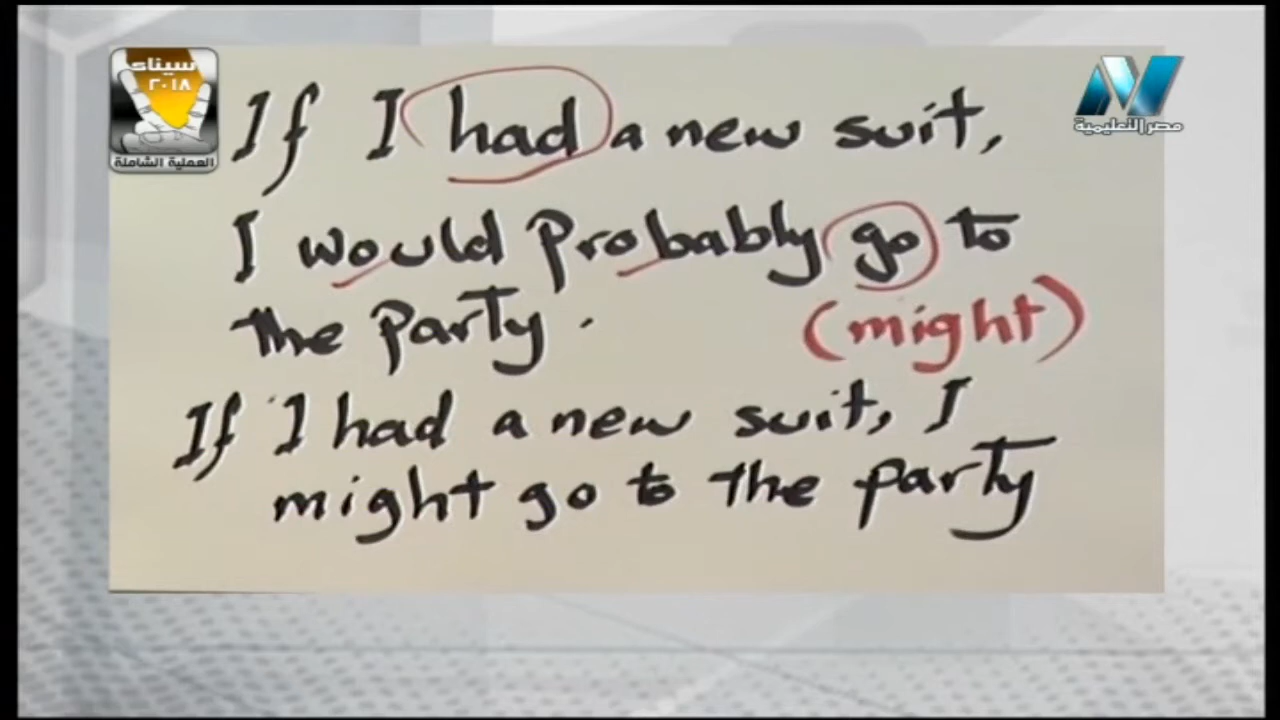 سيناء
٢٠١٨
العملية الشاملة
مصر التعليمية
If I had a new suit,
I would probably go to
the party.
(might)
If I had a new suit, I
might go to the party